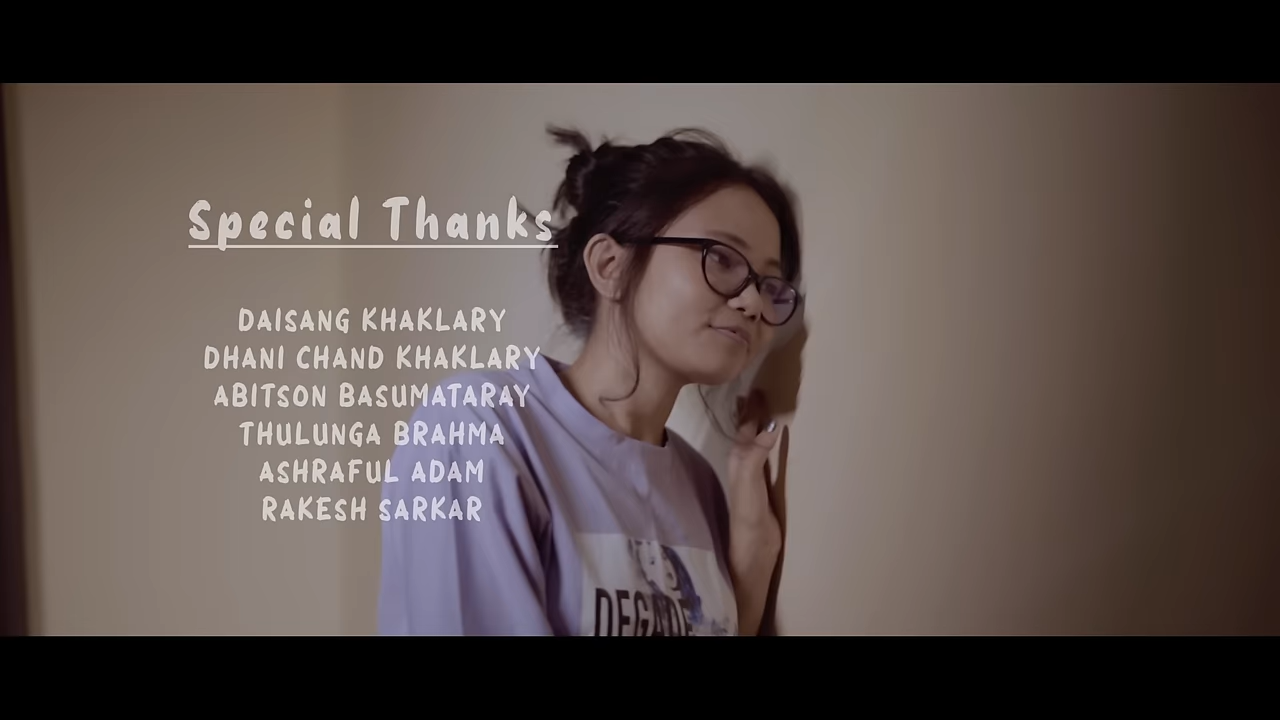 Special Thanks
DAISANG KHAKLARY
DHANI CHAND KHAKLARY
ABITSON BASUMATARAY
THULUNGA BRAHMA
ASHRAFUL ADAM
RAKESH SARKAR